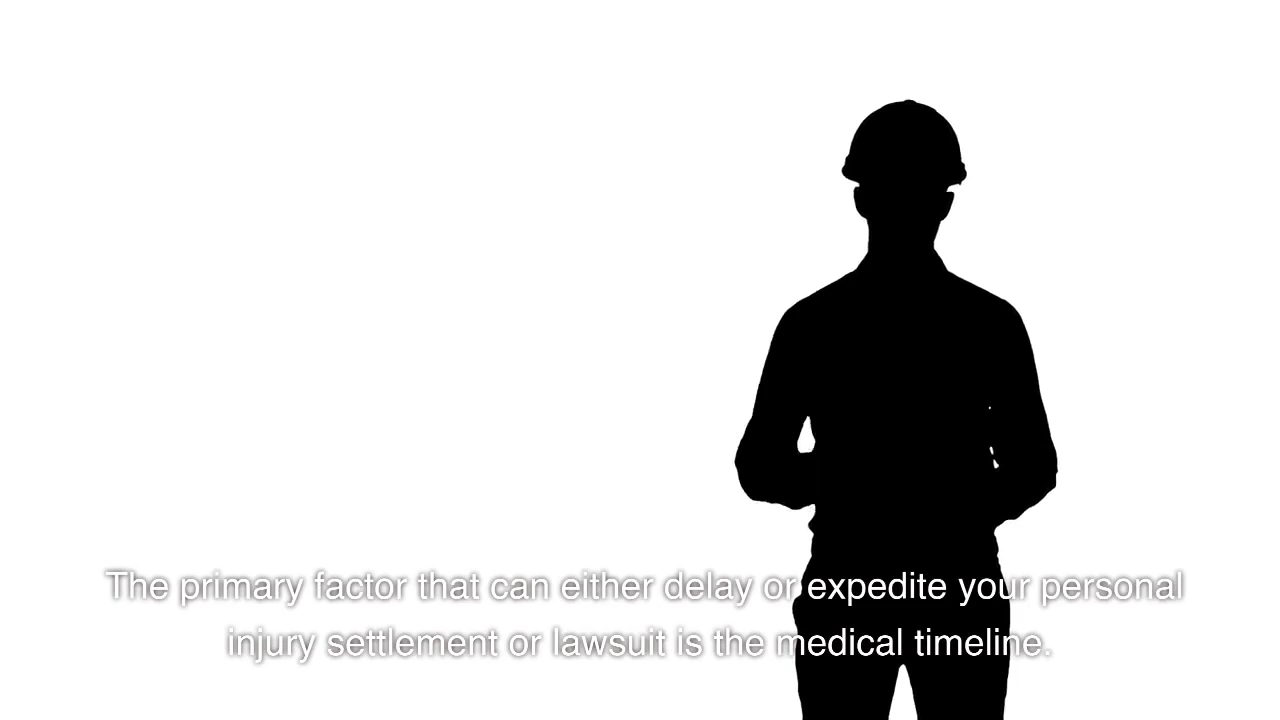 The primary factor that can either delay or expedite your personal
injury settlement or lawsuit is the medical timeline.